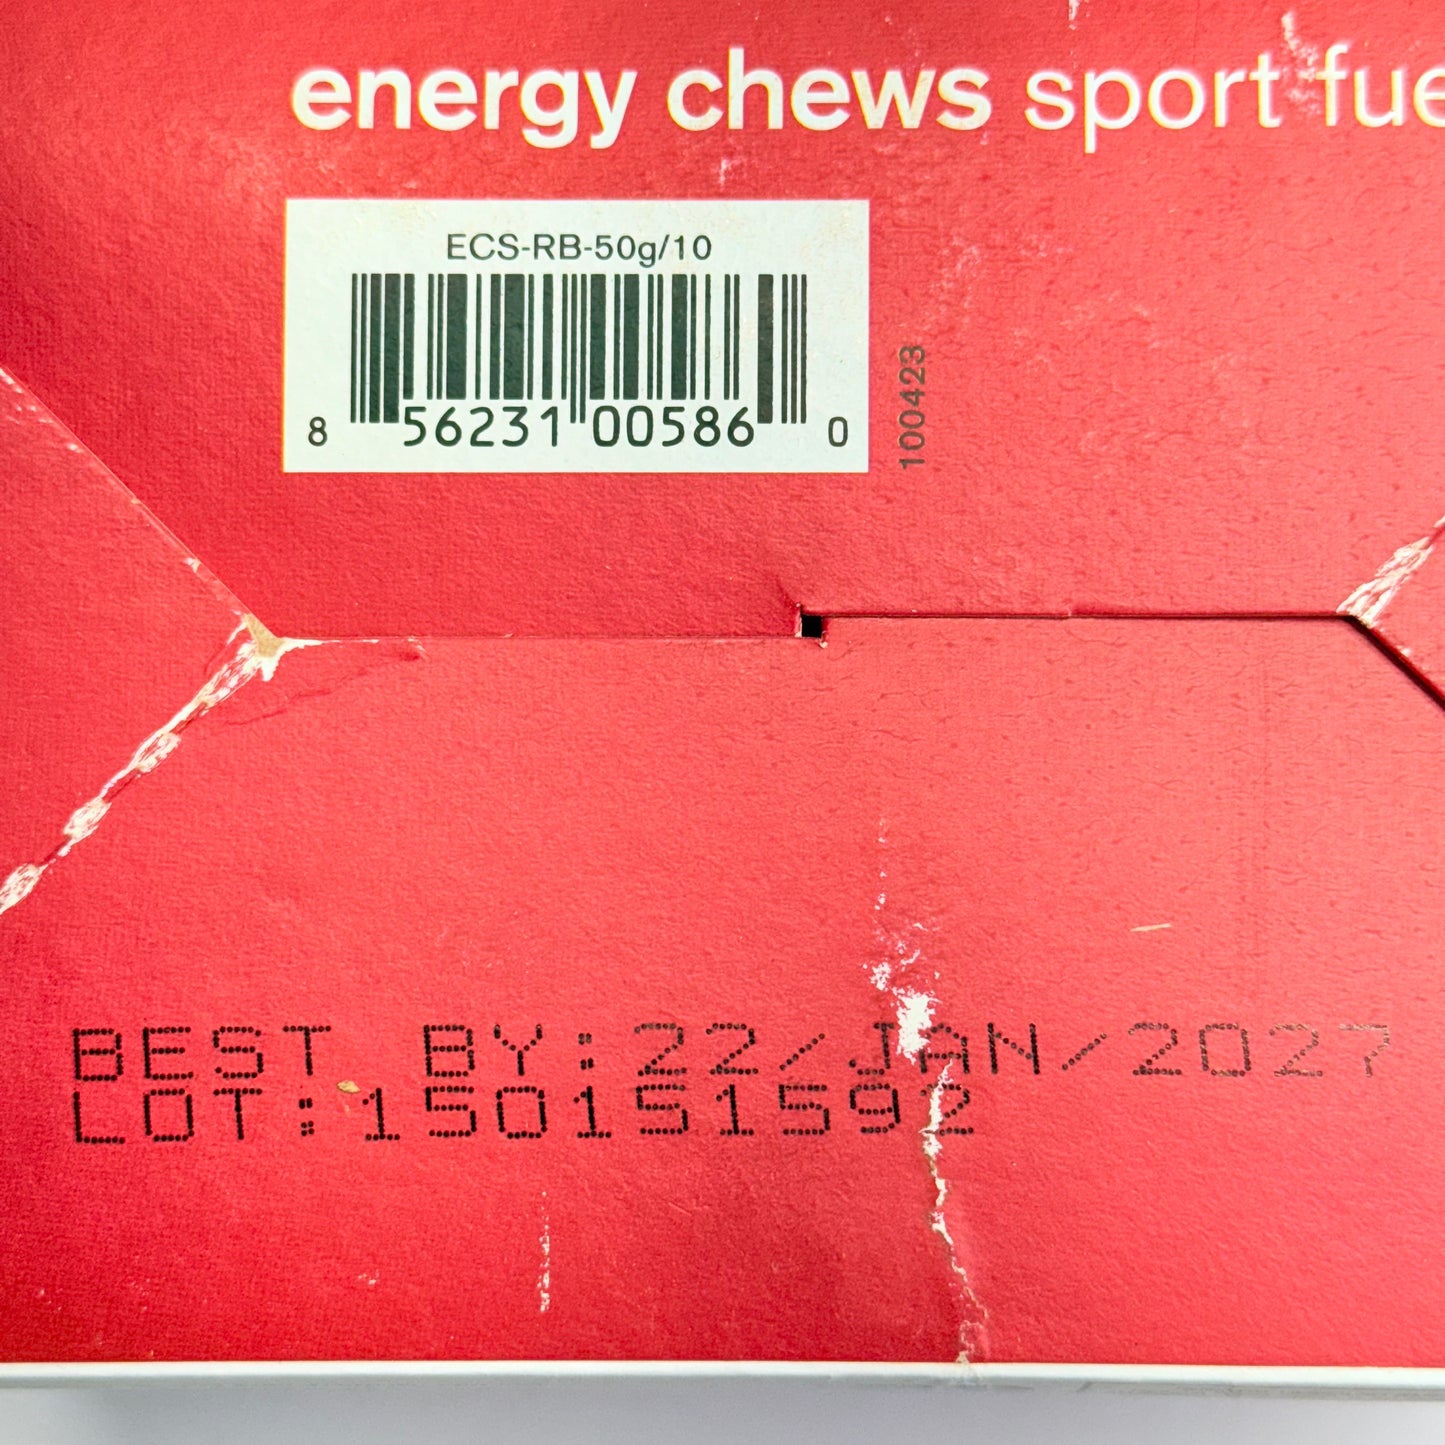 energy chews sport fue
ECS-RB-50g/10
8 56231 00586 0
100423
BEST BY:22/JAN/2027
LOT:150151592